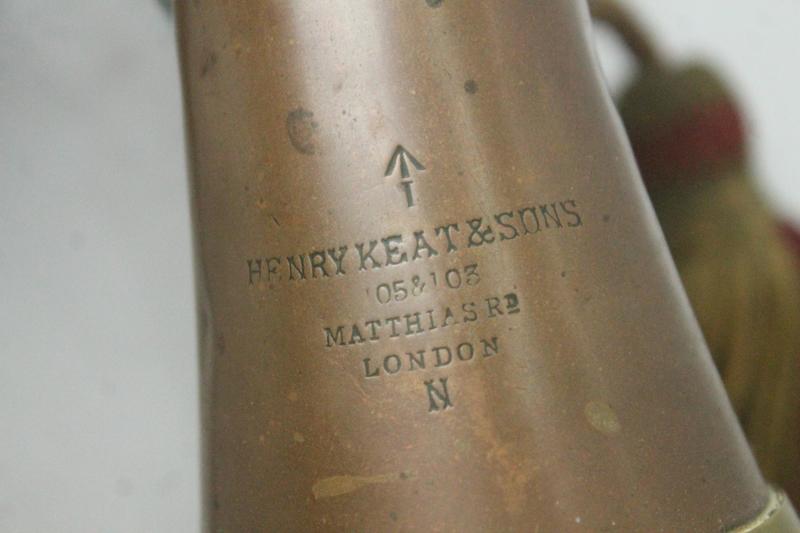 I
HENRY KEAT & SONS
105 & 103
MATTHIAS RD
LONDON
N